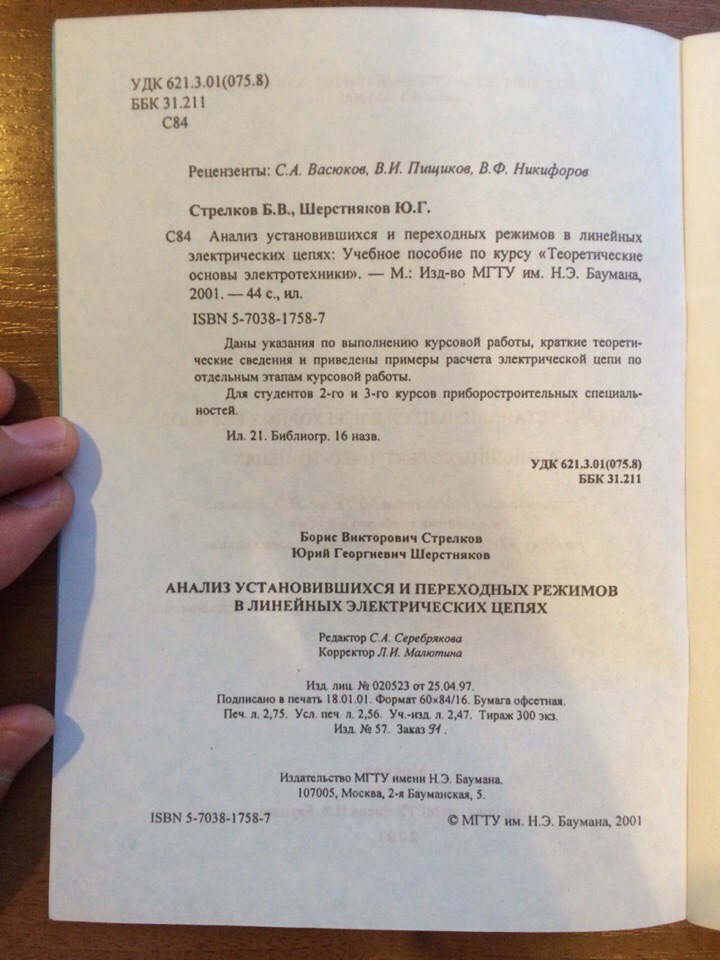 УДК 621.3.01(075.8)
ББК 31.211
С84
Рецензенты: С.А. Васюков, В.И. Пищиков, В.Ф. Никифоров
Стрелков Б.В., Шерстняков Ю.Г.
С84 Анализ установившихся и переходных режимов в линейных
электрических цепях: Учебное пособие по курсу «Теоретические
основы электротехники». — М.: Изд-во МГТУ им. Н.Э. Баумана,
2001. — 44 с., ил.
ISBN 5-7038-1758-7
Даны указания по выполнению курсовой работы, краткие теорети-
ческие сведения и приведены примеры расчета электрической цепи по
отдельным этапам курсовой работы.
Для студентов 2-го и 3-го курсов приборостроительных специаль-
ностей.
Ил. 21. Библиогр. 16 назв.
УДК 621.3.01(075.8)
ББК 31.211
Борис Викторович Стрелков
Юрий Георгиевич Шерстняков
АНАЛИЗ УСТАНОВИВШИХСЯ И ПЕРЕХОДНЫХ РЕЖИМОВ
В ЛИНЕЙНЫХ ЭЛЕКТРИЧЕСКИХ ЦЕПЯХ
Редактор С.А. Серебрякова
Корректор Л.И. Малютина
Изд. лиц. № 020523 от 25.04.97.
Подписано в печать 18.01.01. Формат 60×84/16. Бумага офсетная.
Печ. л. 2,75. Усл. печ. л. 2,56. Уч.-изд. л. 2,47. Тираж 300 экз.
Изд. № 57. Заказ 91.
Издательство МГТУ имени Н.Э. Баумана.
107005, Москва, 2-я Бауманская, 5.
ISBN 5-7038-1758-7
© МГТУ им. Н.Э. Баумана, 2001